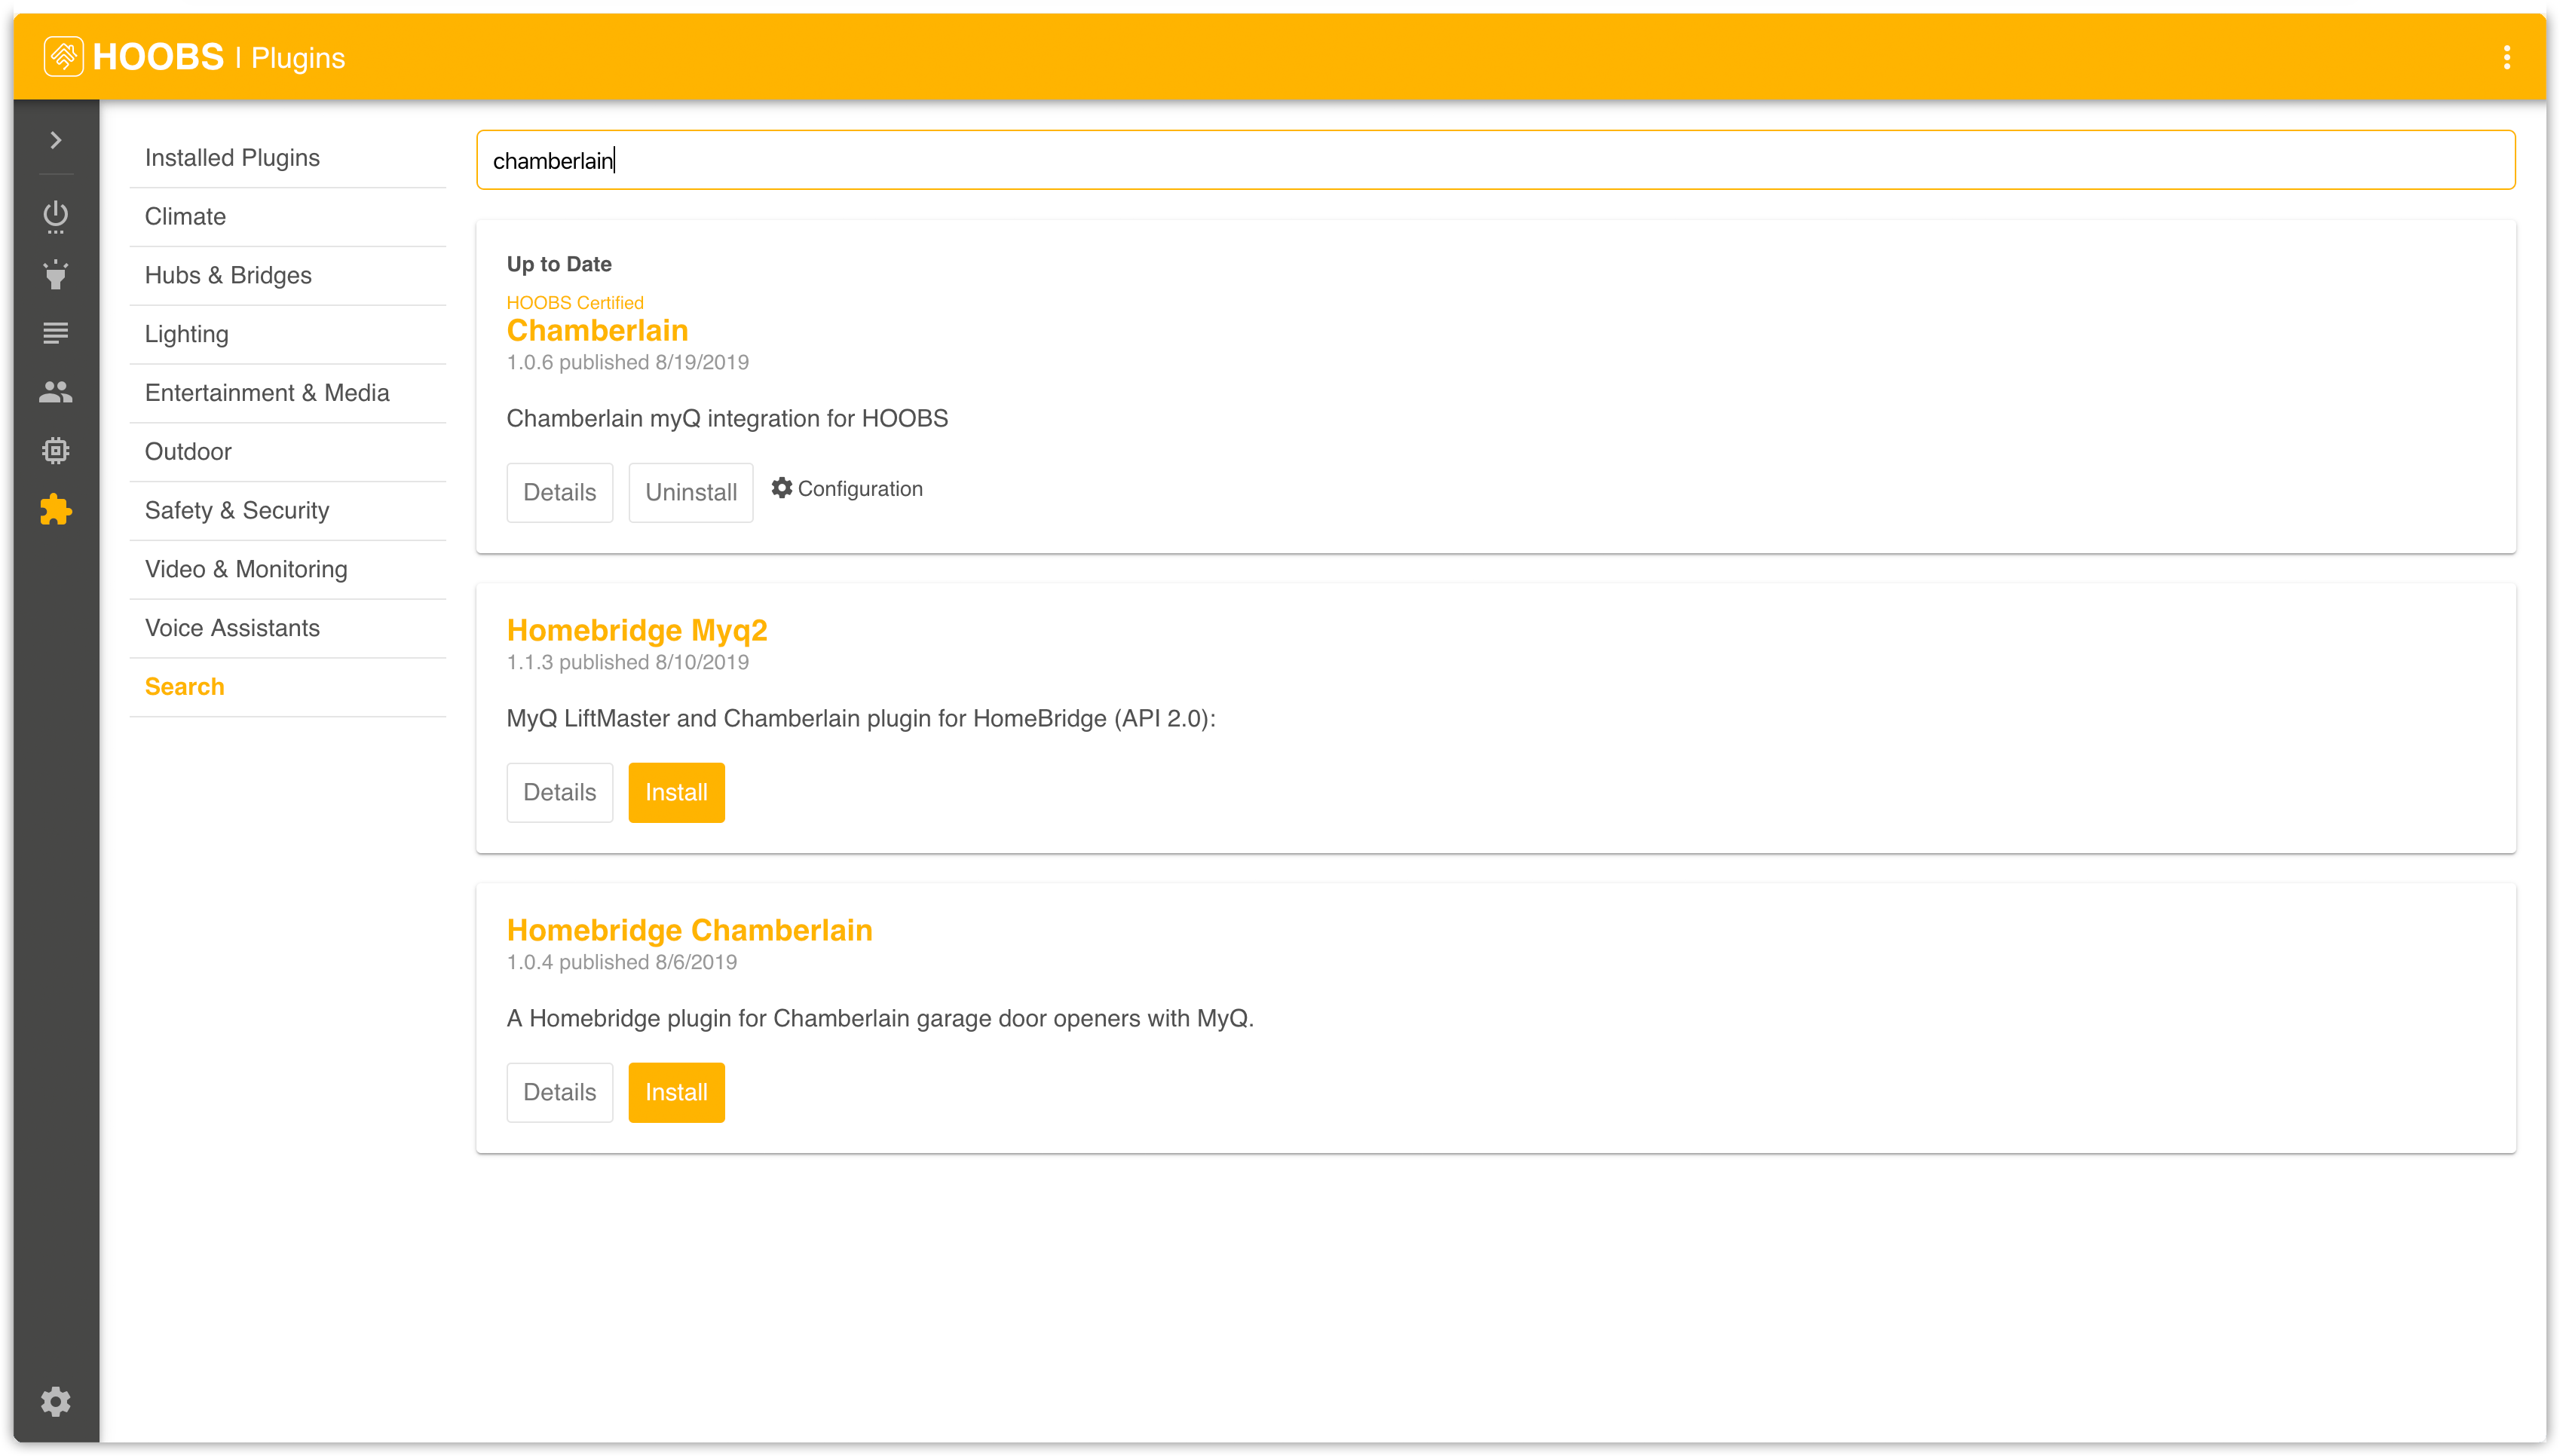 HOOBS | Plugins
Installed Plugins
Climate
Hubs & Bridges
Lighting
Entertainment & Media
Outdoor
Safety & Security
Video & Monitoring
Voice Assistants
Search
chamberlain
Up to Date
HOOBS Certified
Chamberlain
1.0.6 published 8/19/2019
Chamberlain myQ integration for HOOBS
Details Uninstall Configuration
Homebridge Myq2
1.1.3 published 8/10/2019
MyQ LiftMaster and Chamberlain plugin for HomeBridge (API 2.0):
Details Install
Homebridge Chamberlain
1.0.4 published 8/6/2019
A Homebridge plugin for Chamberlain garage door openers with MyQ.
Details Install